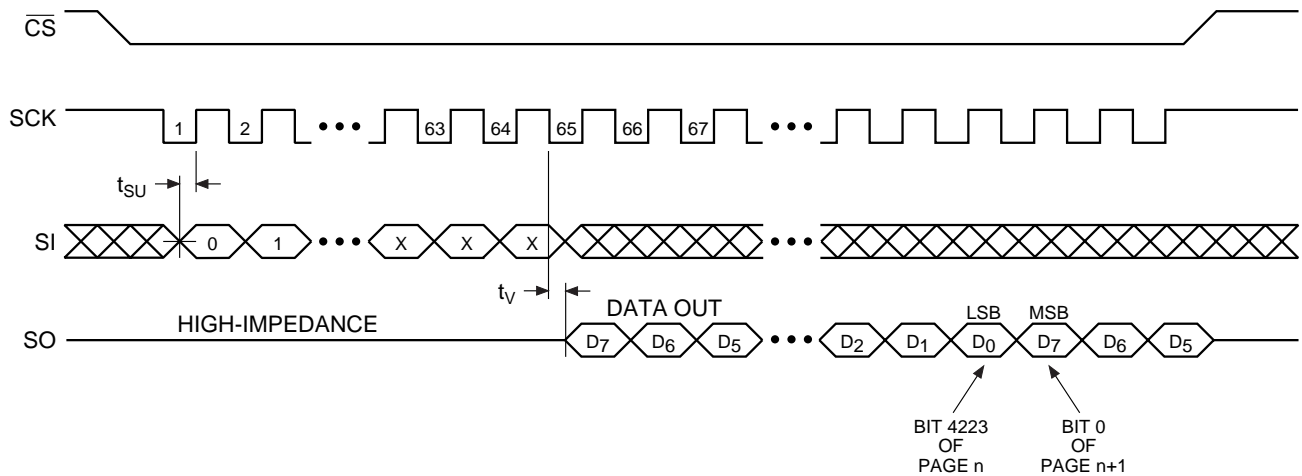 CS
SCK
1 2 63 64 65 66 67
tSU
SI
0 1 X X X
tV
HIGH-IMPEDANCE
DATA OUT
LSB MSB
SO
D7 D6 D5 D2 D1 D0 D7 D6 D5
BIT 4223
OF
PAGE n
BIT 0
OF
PAGE n+1